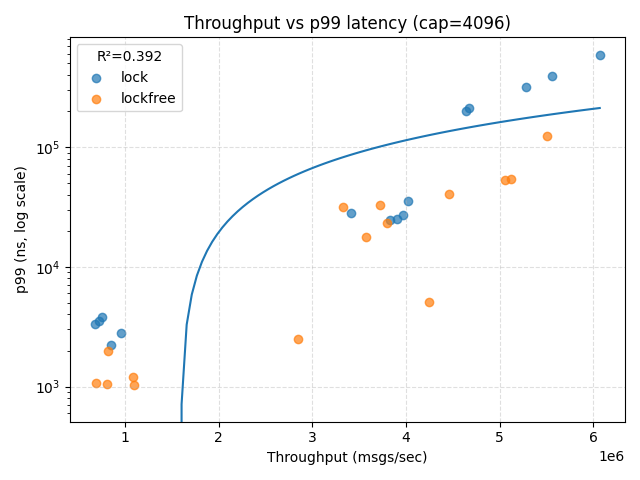 Throughput vs p99 latency (cap=4096)
R²=0.392
lock
lockfree
p99 (ns, log scale)
10⁵
10⁴
10³
1 2 3 4 5 6
1e6
Throughput (msgs/sec)